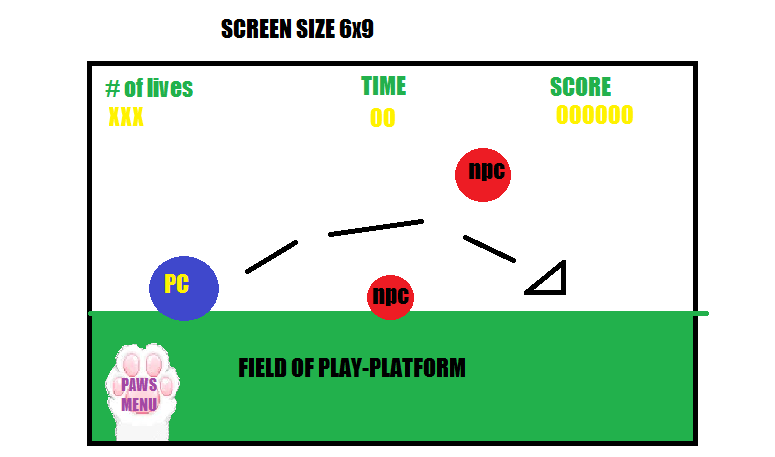 SCREEN SIZE 6x9
# of lives
TIME
SCORE
XXX
00
000000
npc
PC
npc
FIELD OF PLAY-PLATFORM
PAWS
MENU